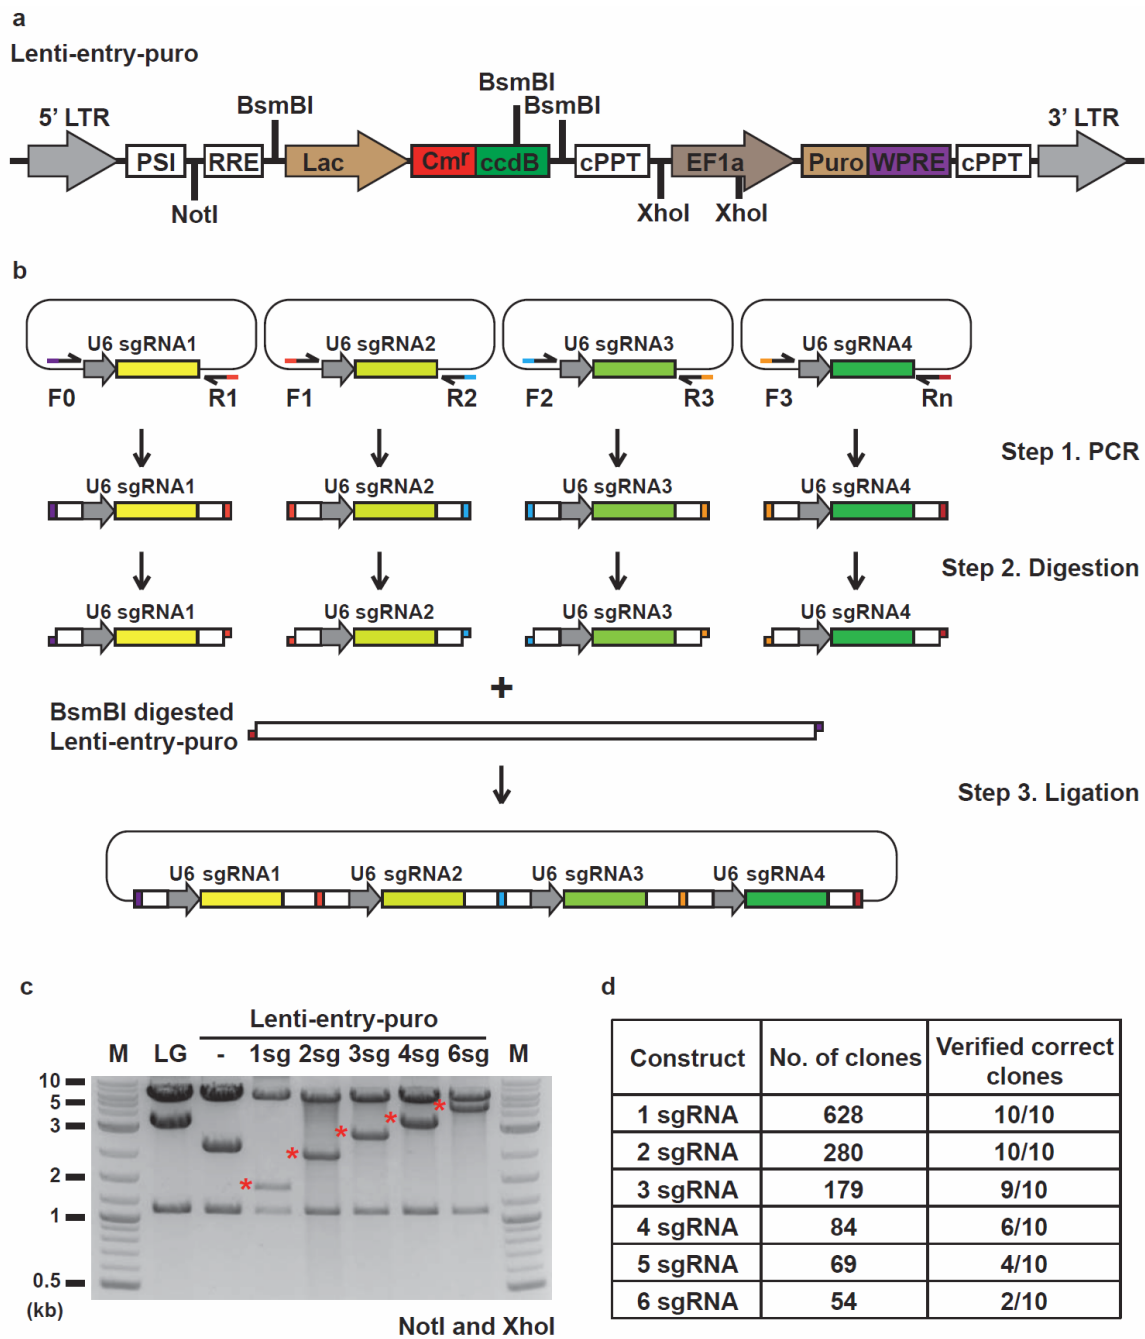 a
Lenti-entry-puro
BsmBI
BsmBI
BsmBI
5' LTR
3' LTR
PSI
RRE
Lac
Cmr
ccdB
cPPT
EF1a
Puro
WPRE
cPPT
NotI
XhoI
XhoI
b
U6 sgRNA1
U6 sgRNA2
U6 sgRNA3
U6 sgRNA4
F0
R1
F1
R2
F2
R3
F3
Rn
Step 1. PCR
U6 sgRNA1
U6 sgRNA2
U6 sgRNA3
U6 sgRNA4
Step 2. Digestion
U6 sgRNA1
U6 sgRNA2
U6 sgRNA3
U6 sgRNA4
+
BsmBI digested
Lenti-entry-puro
Step 3. Ligation
U6 sgRNA1
U6 sgRNA2
U6 sgRNA3
U6 sgRNA4
c
Lenti-entry-puro
M LG - 1sg 2sg 3sg 4sg 6sg M
10
5
3
2
1
0.5
(kb)
*
*
*
*
*
NotI and XhoI
d
Construct No. of clones Verified correct
clones
1 sgRNA 628 10/10
2 sgRNA 280 10/10
3 sgRNA 179 9/10
4 sgRNA 84 6/10
5 sgRNA 69 4/10
6 sgRNA 54 2/10